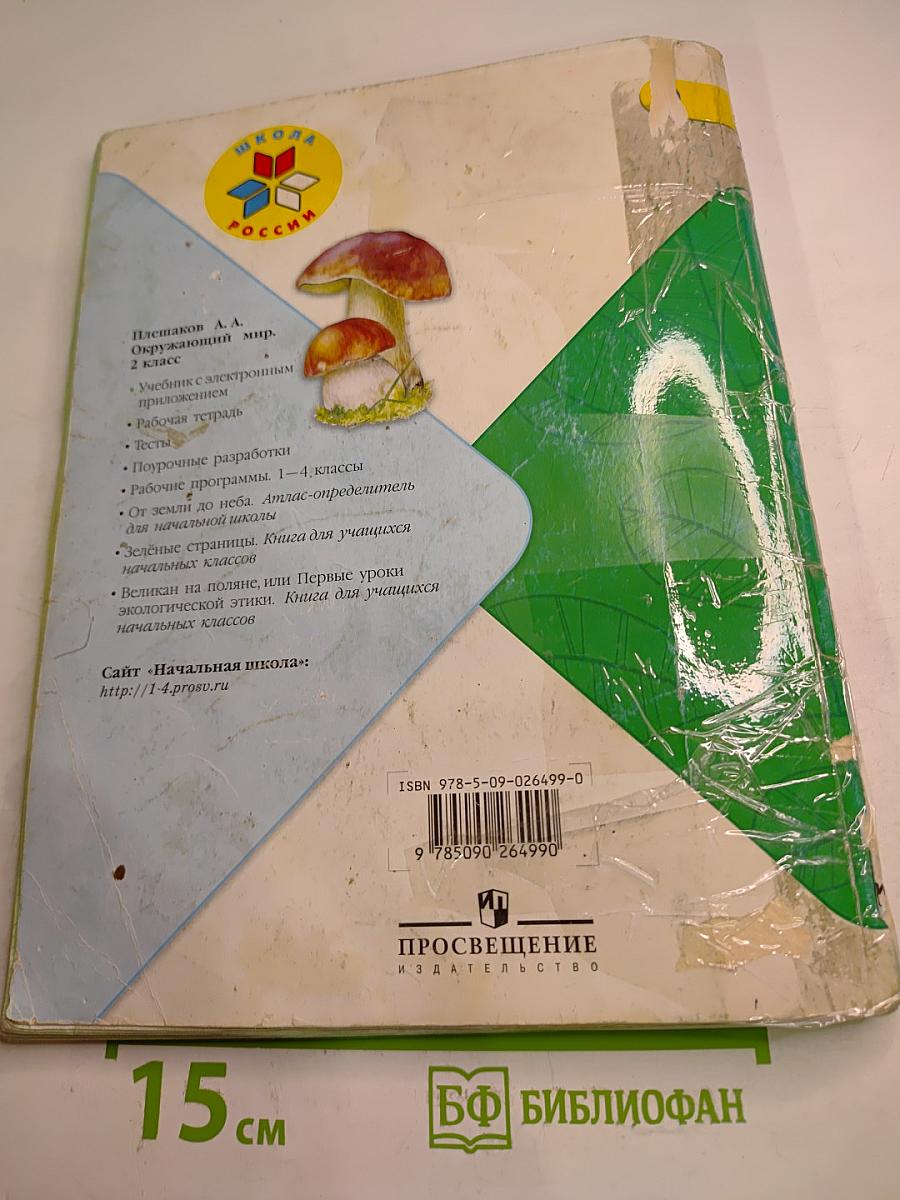 ШКОЛА
РОССИИ
Плешаков А. А.
Окружающий мир.
2 класс
• Учебник с электронным
приложением
• Рабочая тетрадь
• Тесты
• Поурочные разработки
• Рабочие программы. 1—4 классы
• От земли до неба. Атлас-определитель
для начальной школы
• Зелёные страницы. Книга для учащихся
начальных классов
• Великан на поляне, или Первые уроки
экологической этики. Книга для учащихся
начальных классов
Сайт «Начальная школа»:
http://1-4.prosv.ru
ISBN 978-5-09-026499-0
9 785090 264990
ИП
ПРОСВЕЩЕНИЕ
ИЗДАТЕЛЬСТВО
15 см
БФ БИБЛИОФАН